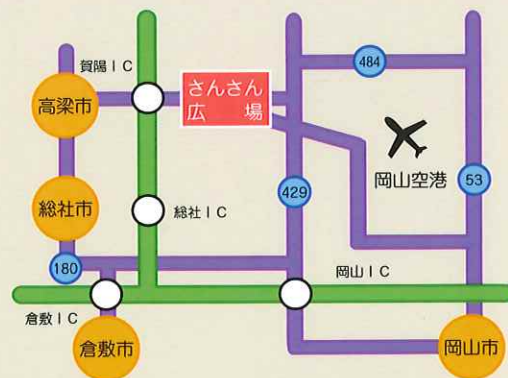 賀陽IC
484
さんさん
広　場
高梁市
岡山空港
53
429
総社市
総社IC
180
岡山IC
倉敷IC
倉敷市
岡山市